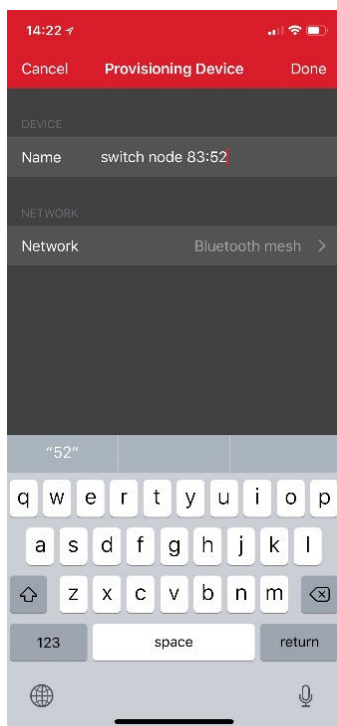 14:22
Cancel Provisioning Device Done
DEVICE
Name switch node 83:52
NETWORK
Network Bluetooth mesh
"52"
q w e r t y u i o p
a s d f g h j k l
z x c v b n m
123 space return